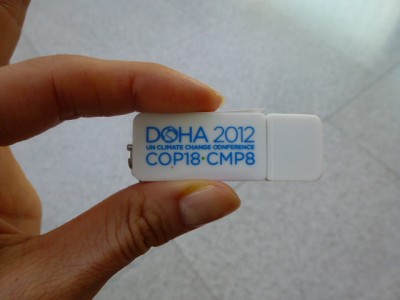 DOHA 2012
UN CLIMATE CHANGE CONFERENCE
COP18·CMP8